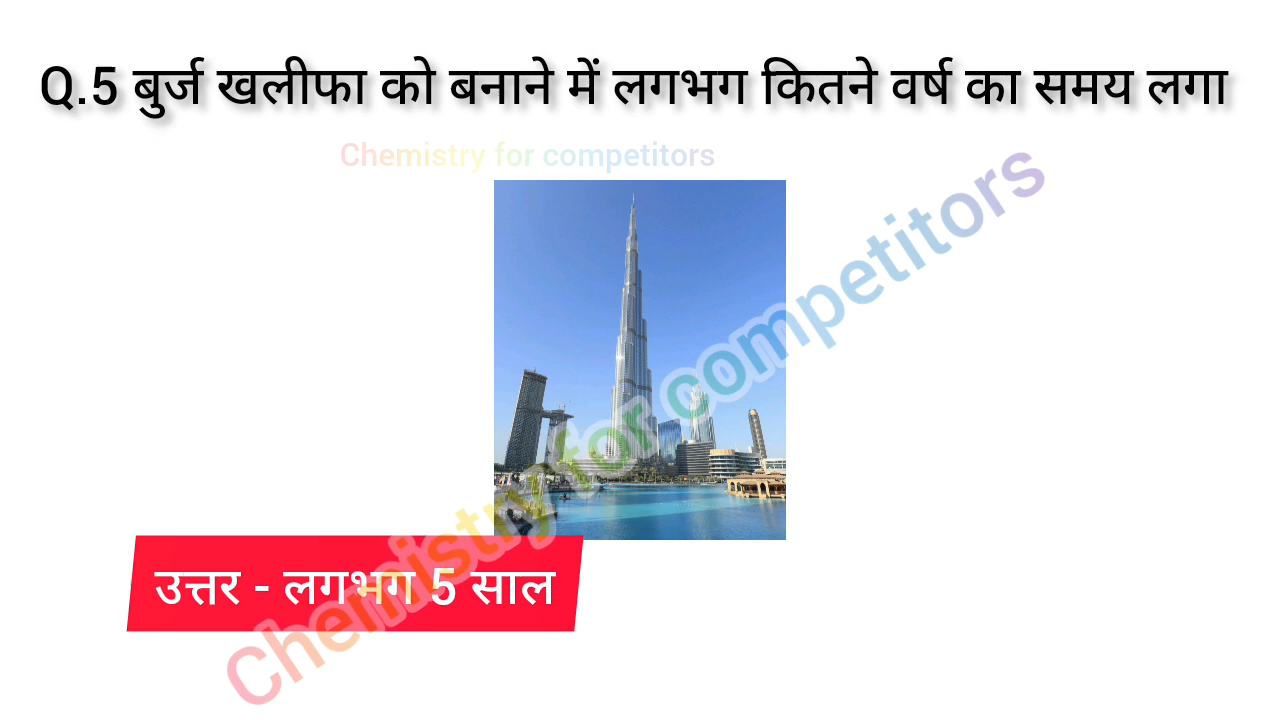 Q.5 बुर्ज खलीफा को बनाने में लगभग कितने वर्ष का समय लगा
Chemistry for competitors
Chemistry for competitors
उत्तर - लगभग 5 साल